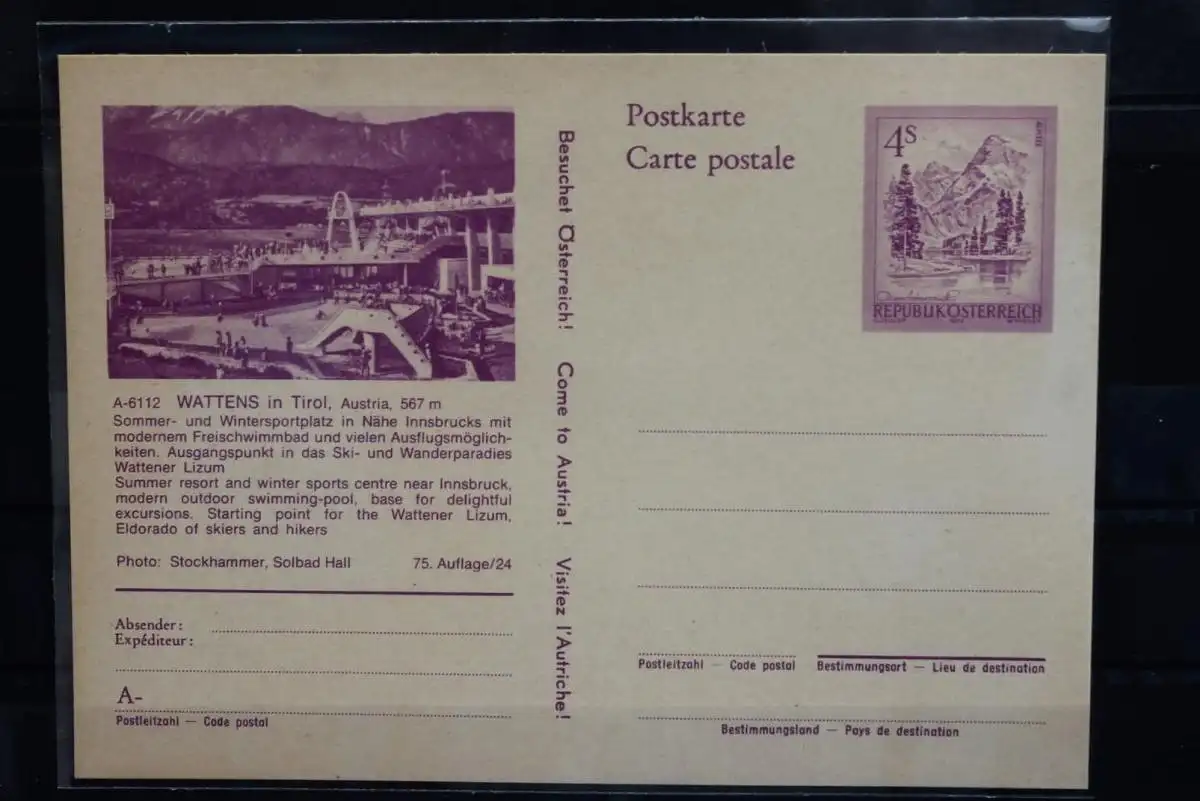 A-6112 WATTENS in Tirol, Austria, 567 m
Sommer- und Wintersportplatz in Nähe Innsbrucks mit
modernem Freischwimmbad und vielen Ausflugsmöglich-
keiten. Ausgangspunkt in das Ski- und Wanderparadies
Wattener Lizum
Summer resort and winter sports centre near Innsbruck,
modern outdoor swimming-pool, base for delightful
excursions. Starting point for the Wattener Lizum,
Eldorado of skiers and hikers
Photo: Stockhammer, Solbad Hall 75. Auflage/24
Absender:
Expéditeur:
A-
Postleitzahl — Code postal
Besuchet Österreich! Come to Austria! Visitez l'Autriche!
Postkarte
Carte postale
4S
REPUBLIK ÖSTERREICH
Postleitzahl — Code postal
Bestimmungsort — Lieu de destination
Bestimmungsland — Pays de destination